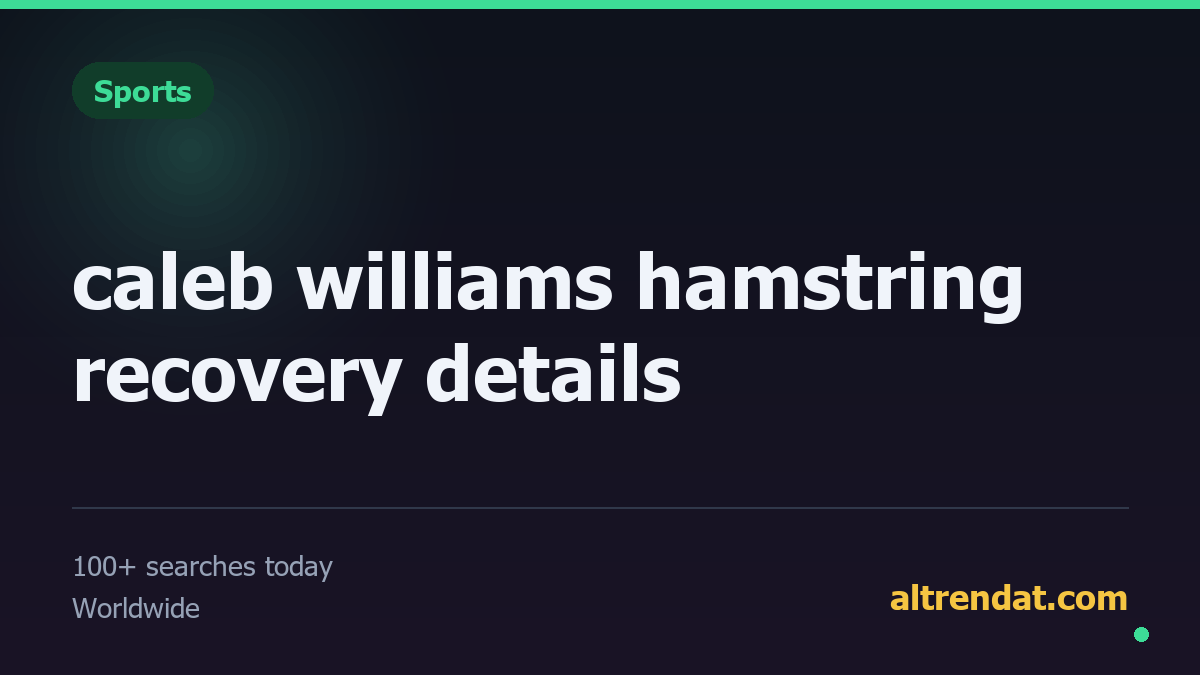 Sports
caleb williams hamstring
recovery details
100+ searches today
Worldwide
altrendat.com